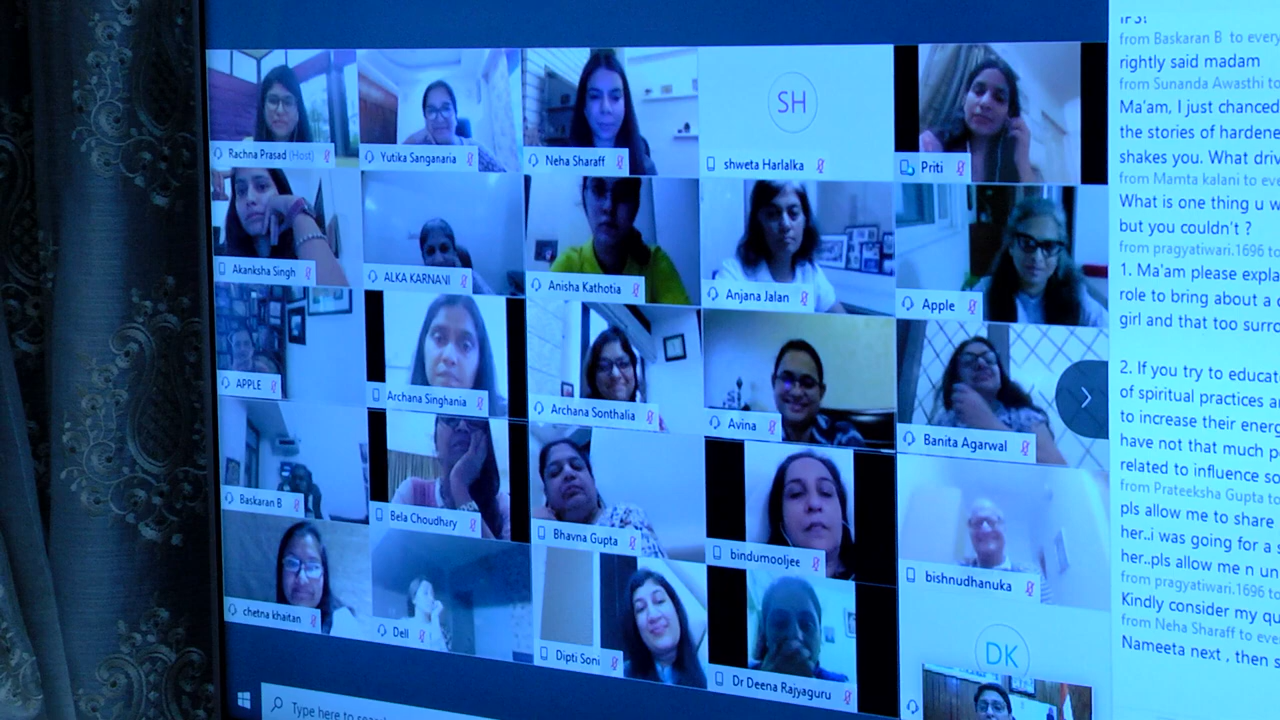 Rachna Prasad (Host)
Yutika Sanganaria
Neha Sharaff
SH
shweta Harlalka
Priti
Akanksha Singh
ALKA KARNANI
Anisha Kathotia
Anjana Jalan
Apple
APPLE
Archana Singhania
Archana Sonthalia
Avina
Banita Agarwal
Baskaran B
Bela Choudhary
Bhavna Gupta
bindumooljee
bishnudhanuka
chetna khaitan
Dell
Dipti Soni
Dr Deena Rajyaguru
DK
Type here to sear
from Baskaran B to every
rightly said madam
from Sunanda Awasthi to
Ma'am, I just chanced
the stories of hardene
shakes you. What driv
from Mamta kalani to eve
What is one thing u w
but you couldn't ?
from pragyatiwari.1696 to
1. Ma'am please expla
role to bring about a c
girl and that too surro
2. If you try to educate
of spiritual practices a
to increase their energ
have not that much p
related to influence so
from Prateeksha Gupta to
pls allow me to share
her..i was going for a s
her..pls allow me n un
from pragyatiwari.1696 to
Kindly consider my qu
from Neha Sharaff to eve
Nameeta next , then s